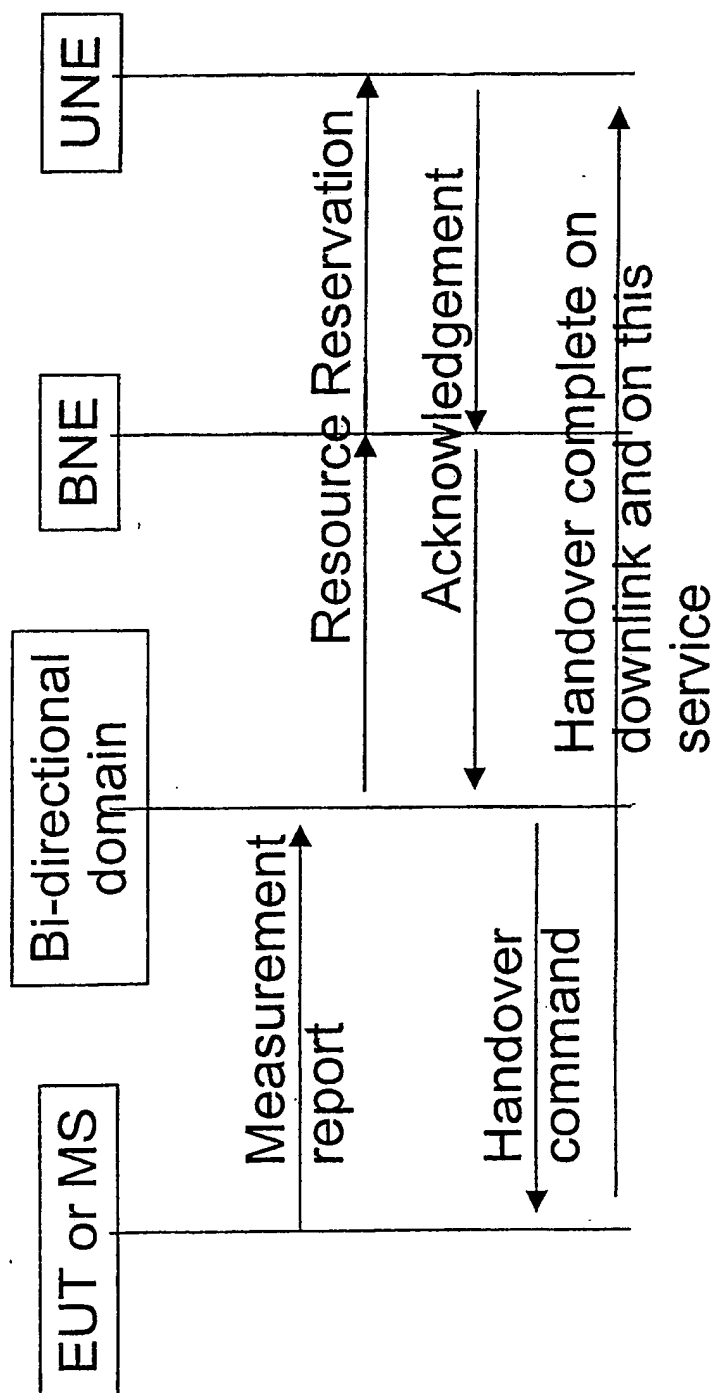 EUT or MS
Bi-directional
domain
BNE
UNE
Measurement
report
Resource Reservation
Acknowledgement
Handover
command
Handover complete on
downlink and on this
service